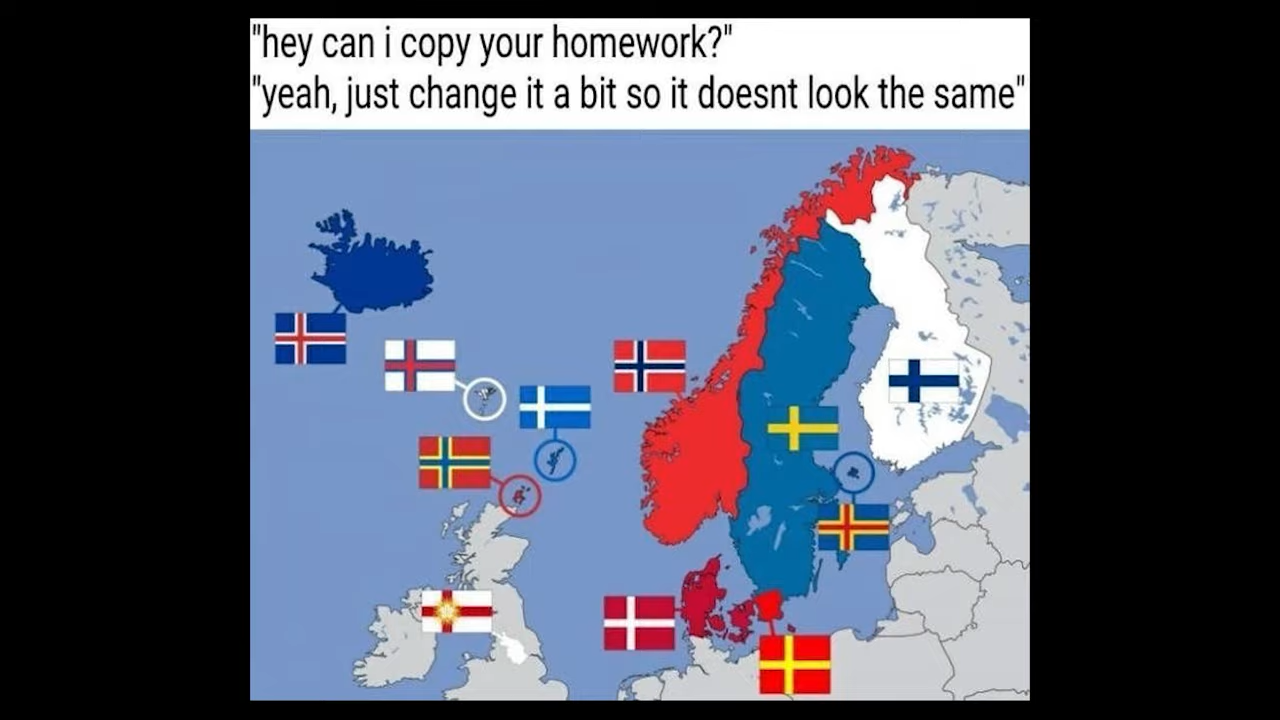 "hey can i copy your homework?"
"yeah, just change it a bit so it doesnt look the same"